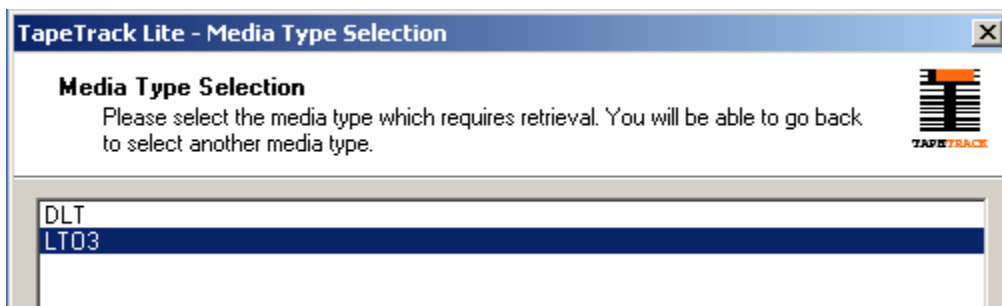 TapeTrack Lite - Media Type Selection
Media Type Selection
Please select the media type which requires retrieval. You will be able to go back
to select another media type.
TAPETRACK
DLT
LTO3